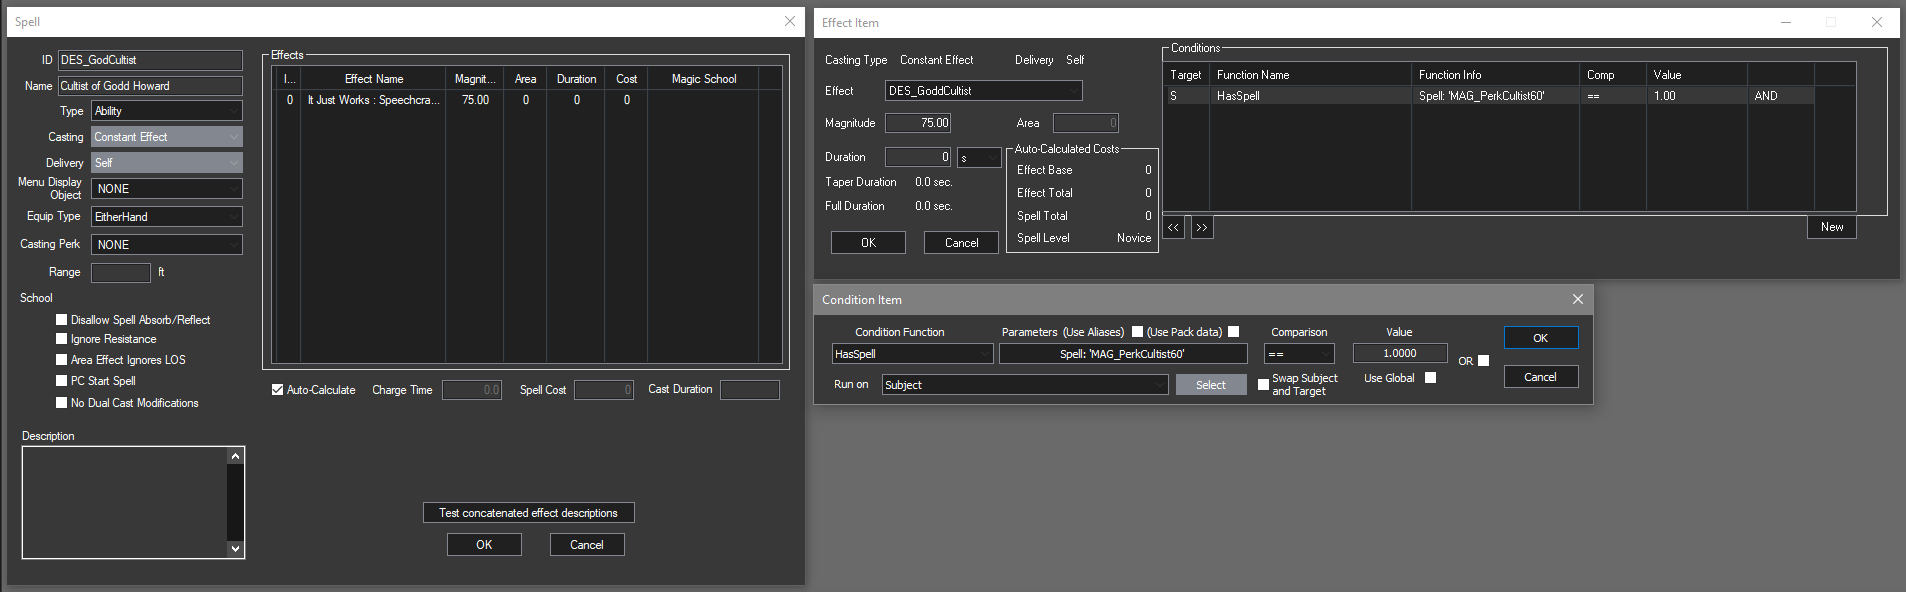 Spell
ID DES_GodCultist
Name Cultist of Godd Howard
Type Ability
Casting Constant Effect
Delivery Self
Menu Display Object NONE
Equip Type EitherHand
Casting Perk NONE
Range ft
School
Disallow Spell Absorb/Reflect
Ignore Resistance
Area Effect Ignores LOS
PC Start Spell
No Dual Cast Modifications
Description
Effects
I... Effect Name Magnit... Area Duration Cost Magic School
0 It Just Works : Speechcra... 75.00 0 0 0
Auto-Calculate Charge Time 0.0 Spell Cost 0 Cast Duration
Test concatenated effect descriptions
OK Cancel
Effect Item
Casting Type Constant Effect Delivery Self
Effect DES_GoddCultist
Magnitude 75.00 Area 0
Duration 0 s
Taper Duration 0.0 sec.
Full Duration 0.0 sec.
OK Cancel
Auto-Calculated Costs
Effect Base 0
Effect Total 0
Spell Total 0
Spell Level Novice
Conditions
Target Function Name Function Info Comp Value
S HasSpell Spell: 'MAG_PerkCultist60' == 1.00 AND
<< >> New
Condition Item
Condition Function Parameters (Use Aliases) (Use Pack data) Comparison Value
HasSpell Spell: 'MAG_PerkCultist60' == 1.0000 OR OK
Run on Subject Select Swap Subject and Target Use Global Cancel